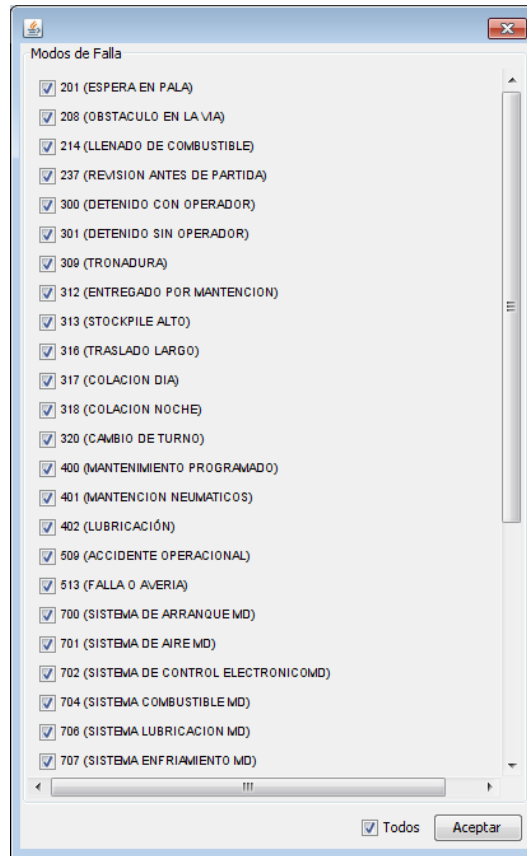 Modos de Falla
201 (ESPERA EN PALA)
208 (OBSTACULO EN LA VIA)
214 (LLENADO DE COMBUSTIBLE)
237 (REVISION ANTES DE PARTIDA)
300 (DETENIDO CON OPERADOR)
301 (DETENIDO SIN OPERADOR)
309 (TRONADURA)
312 (ENTREGADO POR MANTENCION)
313 (STOCKPILE ALTO)
316 (TRASLADO LARGO)
317 (COLACION DIA)
318 (COLACION NOCHE)
320 (CAMBIO DE TURNO)
400 (MANTENIMIENTO PROGRAMADO)
401 (MANTENCION NEUMATICOS)
402 (LUBRICACIÓN)
509 (ACCIDENTE OPERACIONAL)
513 (FALLA O AVERIA)
700 (SISTEMA DE ARRANQUE MD)
701 (SISTEMA DE AIRE MD)
702 (SISTEMA DE CONTROL ELECTRONICOMD)
704 (SISTEMA COMBUSTIBLE MD)
706 (SISTEMA LUBRICACION MD)
707 (SISTEMA ENFRIAMIENTO MD)
Todos Aceptar